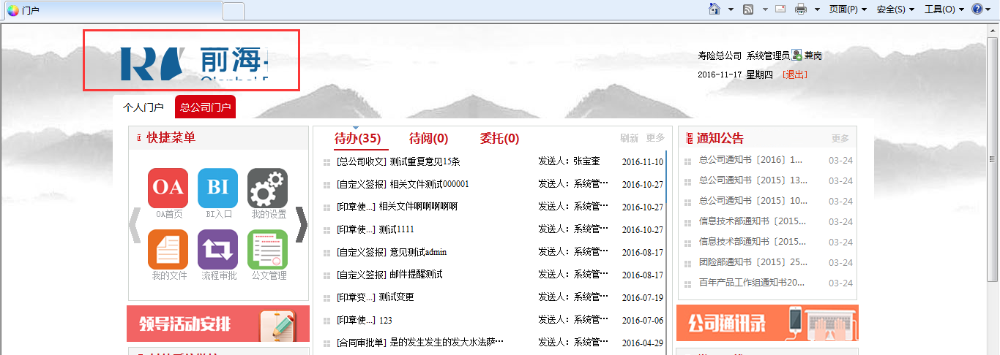 门户
页面(P) 安全(S) 工具(O)
前海
寿险总公司 系统管理员 兼岗
2016-11-17 星期四 [退出]
个人门户 总公司门户
快捷菜单
OA BI
OA首页 BI入口 我的设置
我的文件 流程审批 公文管理
领导活动安排
待办(35) 待阅(0) 委托(0) 刷新 更多
[总公司收文] 测试重复意见15条 发送人：张宝奎 2016-11-10
[自定义签报] 相关文件测试000001 发送人：系统管… 2016-10-27
[印章使...] 相关文件啊啊啊啊啊 发送人：系统管… 2016-10-27
[印章使...] 测试1111 发送人：系统管… 2016-10-27
[自定义签报] 意见测试admin 发送人：系统管… 2016-08-17
[自定义签报] 邮件提醒测试 发送人：系统管… 2016-08-17
[印章变...] 测试变更 发送人：系统管… 2016-07-19
[印章使...] 123 发送人：系统管… 2016-07-06
[合同审批单] 是的发生发生的发大水法萨… 发送人：系统管… 2016-04-29
通知公告 更多
总公司通知书〔2016〕1... 03-24
总公司通知书〔2015〕13... 03-24
总公司通知书〔2015〕10... 03-24
信息技术部通知书〔2015... 03-24
信息技术部通知书〔2015... 03-24
团险部通知书〔2015〕25... 03-24
百年产品工作组通知书20... 03-24
公司通讯录